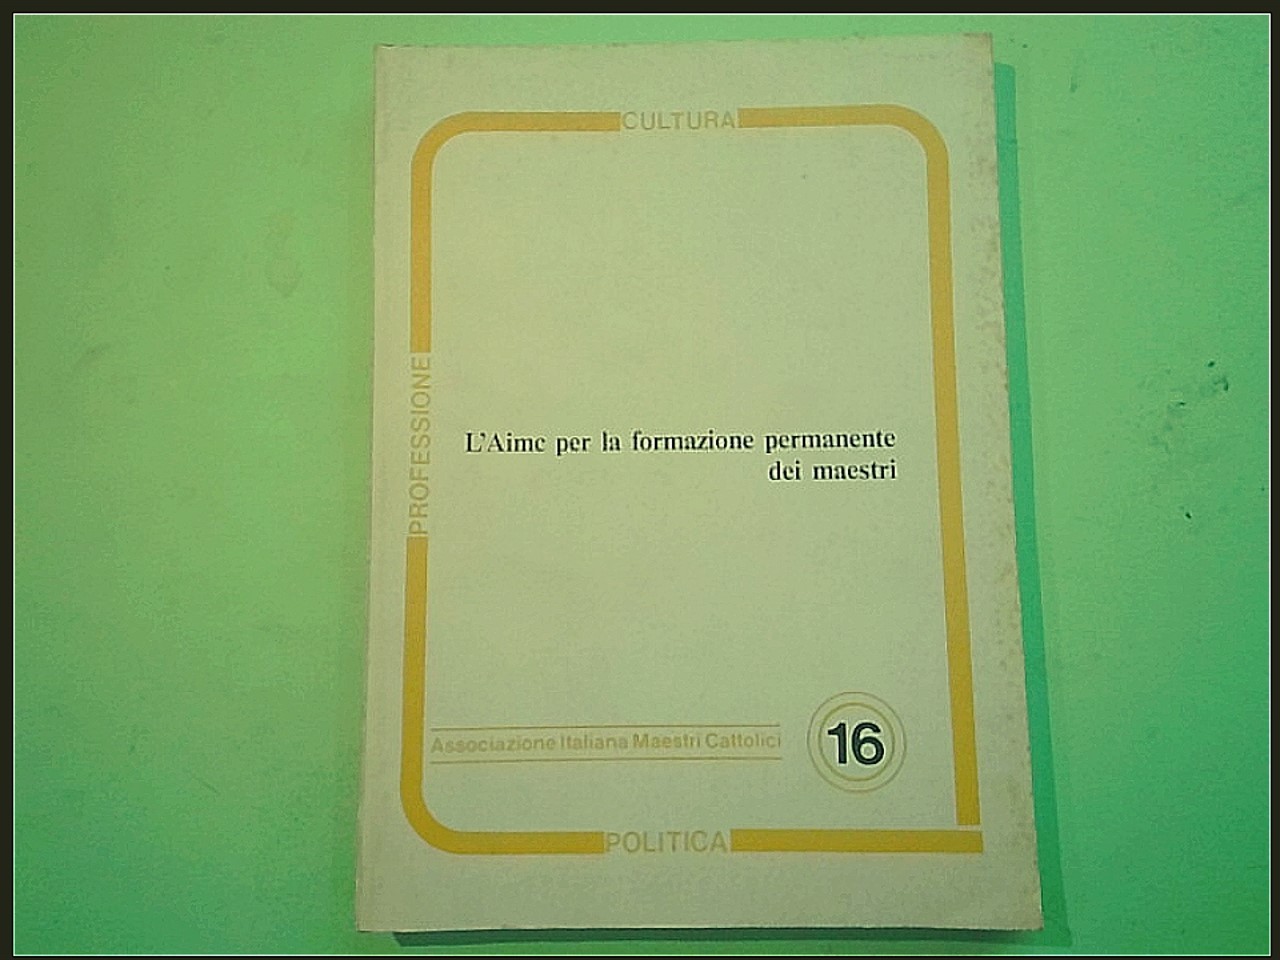 CULTURA
PROFESSIONE
L'Aimc per la formazione permanente
dei maestri
Associazione Italiana Maestri Cattolici
16
POLITICA